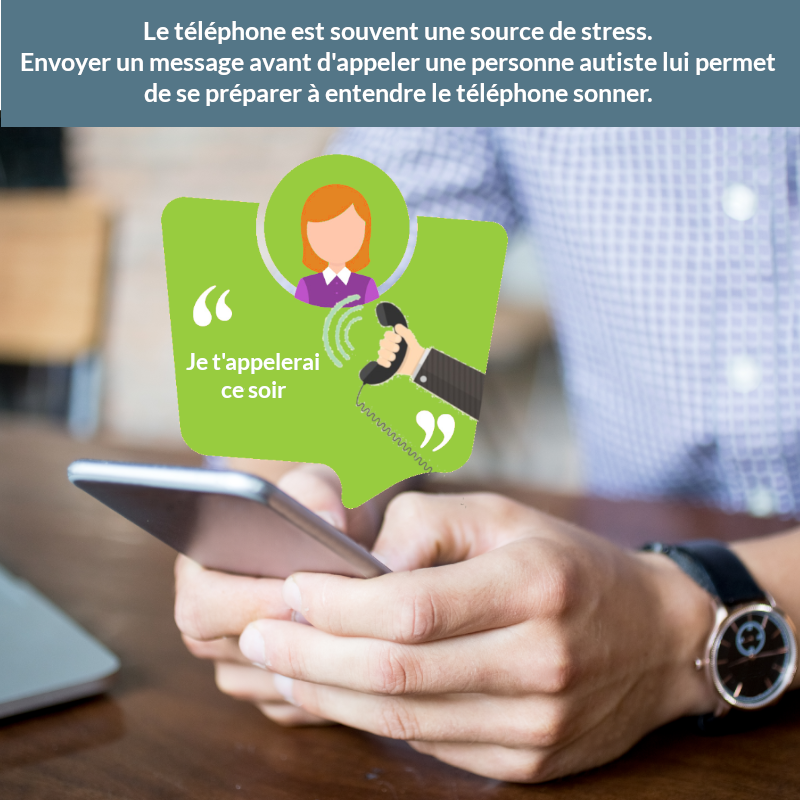 Le téléphone est souvent une source de stress.
Envoyer un message avant d'appeler une personne autiste lui permet
de se préparer à entendre le téléphone sonner.
“
Je t'appelerai
ce soir
”